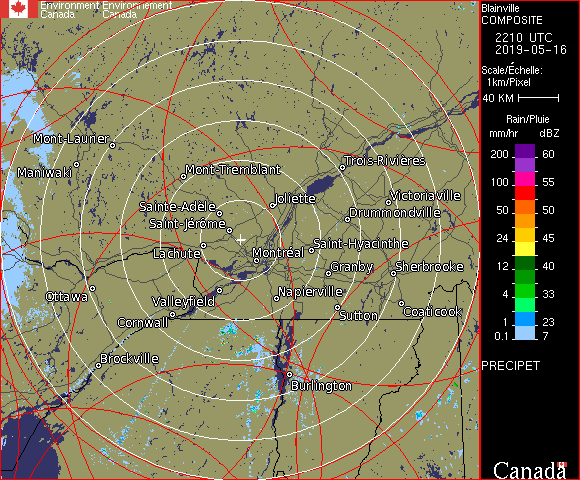 Environment Environnement
Canada Canada
Blainville
COMPOSITE
2210 UTC
2019-05-16
Scale/Échelle:
1km/Pixel
40 KM
Rain/Pluie
mm/hr dBZ
200 60
100 55
50 50
24 45
12 40
4 33
1 23
0.1 7
PRECIPET
Canada
Mont-Laurier
Maniwaki
Mont-Tremblant
Trois-Rivières
Joliette
Victoriaville
Sainte-Adèle
Drummondville
Saint-Jérôme
Lachute
Montréal
Saint-Hyacinthe
Granby
Sherbrooke
Ottawa
Valleyfield
Napierville
Cornwall
Sutton
Coaticook
Brockville
Burlington